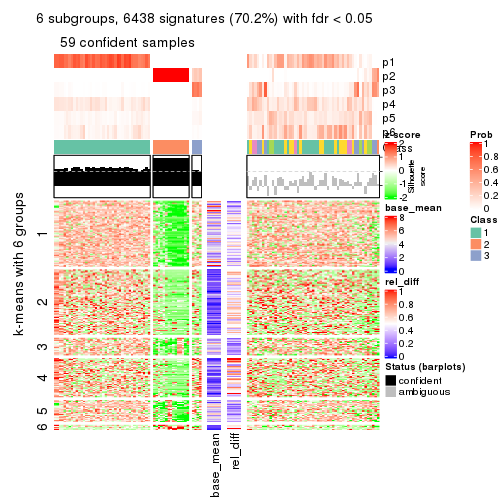 6 subgroups, 6438 signatures (70.2%) with fdr < 0.05
59 confident samples
p1
p2
p3
p4
p5
p6
Class
z-score
2
1
0
-1
-2
Silhouette score
Prob
1
0.8
0.6
0.4
0.2
0
base_mean
8
6
4
2
0
Class
1
2
3
rel_diff
1
0.8
0.6
0.4
0.2
0
Status (barplots)
confident
ambiguous
k-means with 6 groups
1
2
3
4
5
6
base_mean
rel_diff